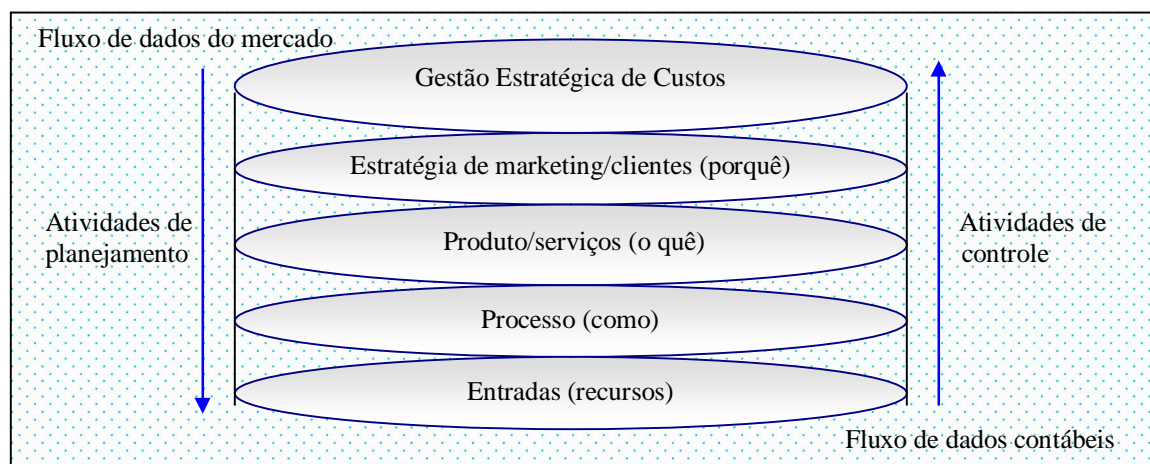 Fluxo de dados do mercado
Gestão Estratégica de Custos
Estratégia de marketing/clientes (porquê)
Atividades de
planejamento
Produto/serviços (o quê)
Atividades de
controle
Processo (como)
Entradas (recursos)
Fluxo de dados contábeis